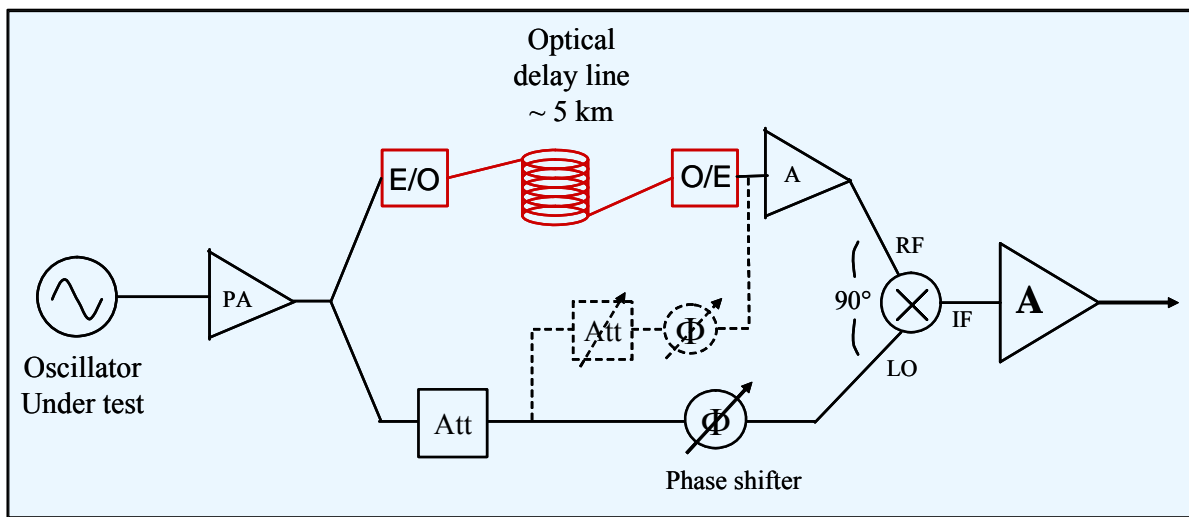 Optical
delay line
~ 5 km
E/O
O/E
A
RF
PA
90°
IF
A
Att
Φ
LO
Oscillator
Under test
Att
Φ
Phase shifter